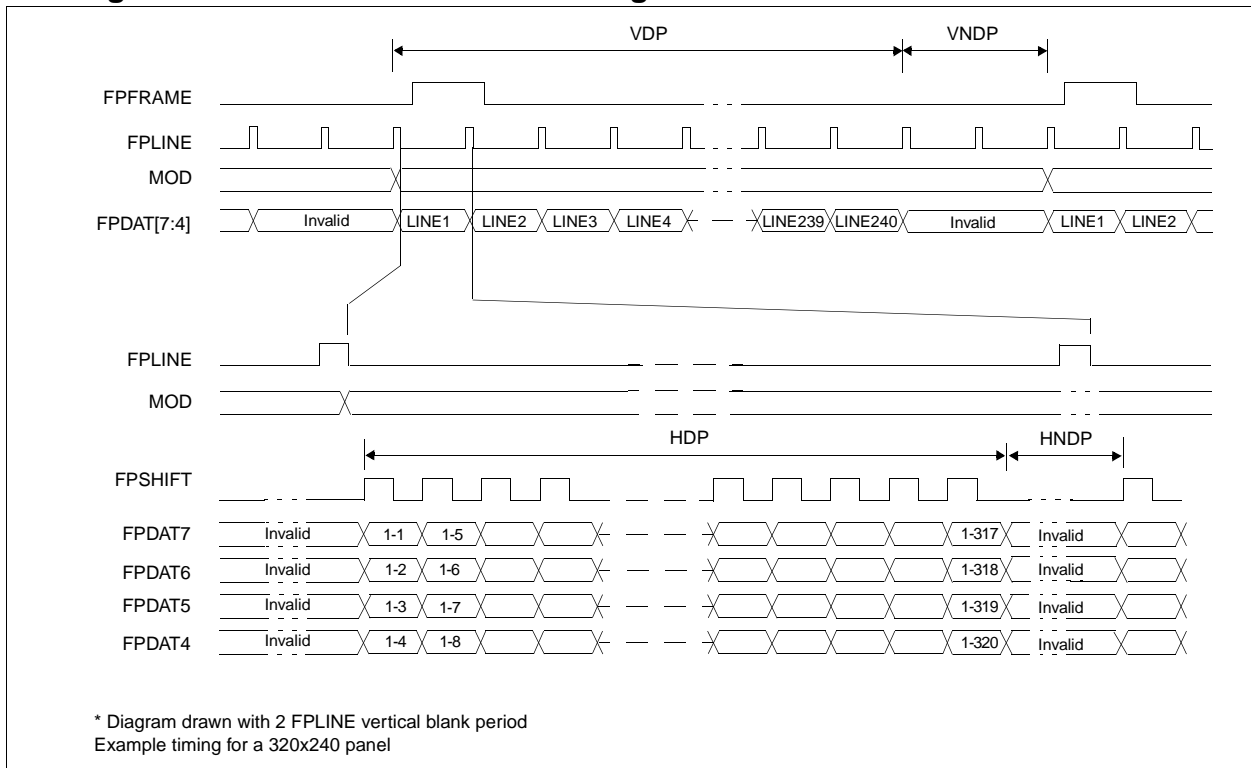 VDP VNDP
FPFRAME
FPLINE
MOD
FPDAT[7:4] Invalid LINE1 LINE2 LINE3 LINE4 LINE239 LINE240 Invalid LINE1 LINE2
FPLINE
MOD
HDP HNDP
FPSHIFT
FPDAT7 Invalid 1-1 1-5 1-317 Invalid
FPDAT6 Invalid 1-2 1-6 1-318 Invalid
FPDAT5 Invalid 1-3 1-7 1-319 Invalid
FPDAT4 Invalid 1-4 1-8 1-320 Invalid
* Diagram drawn with 2 FPLINE vertical blank period
Example timing for a 320x240 panel